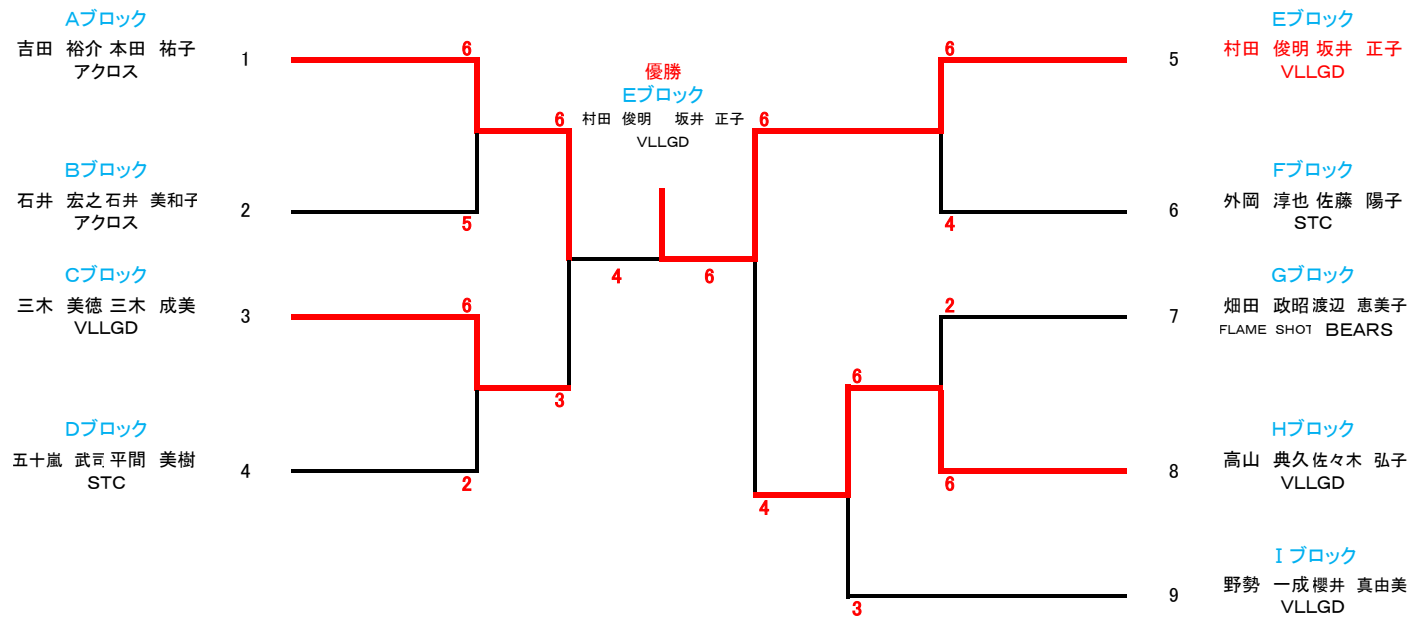 Aブロック
吉田　裕介 本田　祐子
アクロス
1
6
Bブロック
石井　宏之 石井　美和子
アクロス
2
5
Cブロック
三木　美徳 三木　成美
VLLGD
3
6
Dブロック
五十嵐　武司 平間　美樹
STC
4
2
6
3
優勝
Eブロック
村田　俊明　坂井　正子
VLLGD
4
6
6
4
Eブロック
村田　俊明 坂井　正子
VLLGD
5
6
Fブロック
外岡　淳也 佐藤　陽子
STC
6
4
Gブロック
畑田　政昭 渡辺　恵美子
FLAME SHOT BEARS
7
2
6
Hブロック
高山　典久 佐々木　弘子
VLLGD
8
6
Iブロック
野勢　一成 櫻井　真由美
VLLGD
9
3